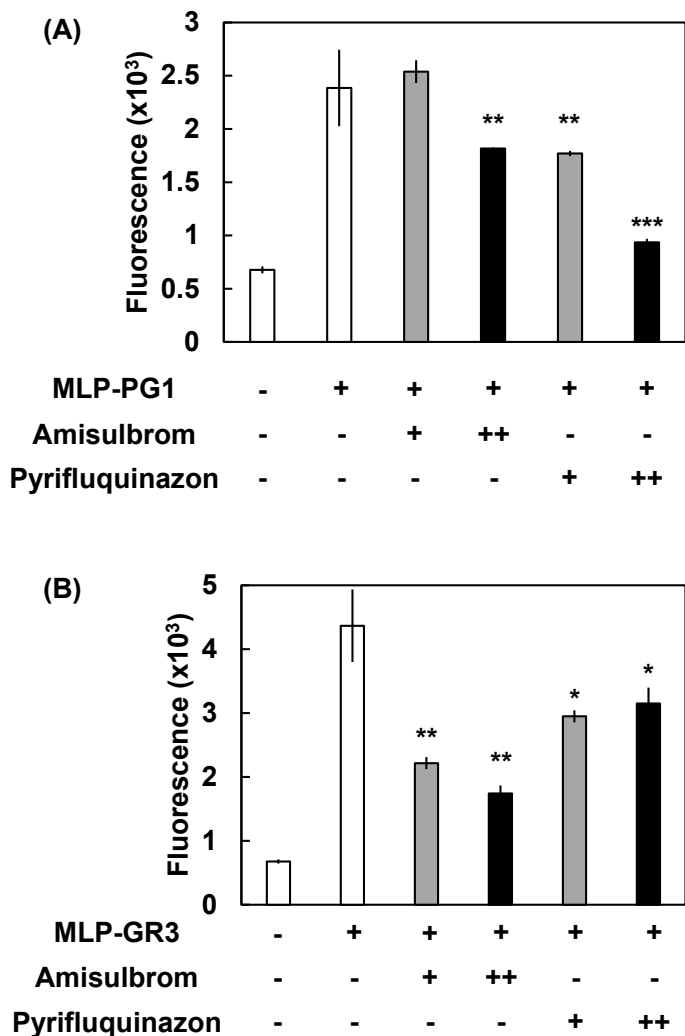 (A)
Fluorescence (x10³)
3
2.5
2
1.5
1
0.5
0
** **
***
MLP-PG1 - + + + + +
Amisulbrom - - + ++ - -
Pyrifluquinazon - - - - + ++
(B)
Fluorescence (x10³)
5
4
3
2
1
0
** ** * *
MLP-GR3 - + + + + +
Amisulbrom - - + ++ - -
Pyrifluquinazon - - - - + ++